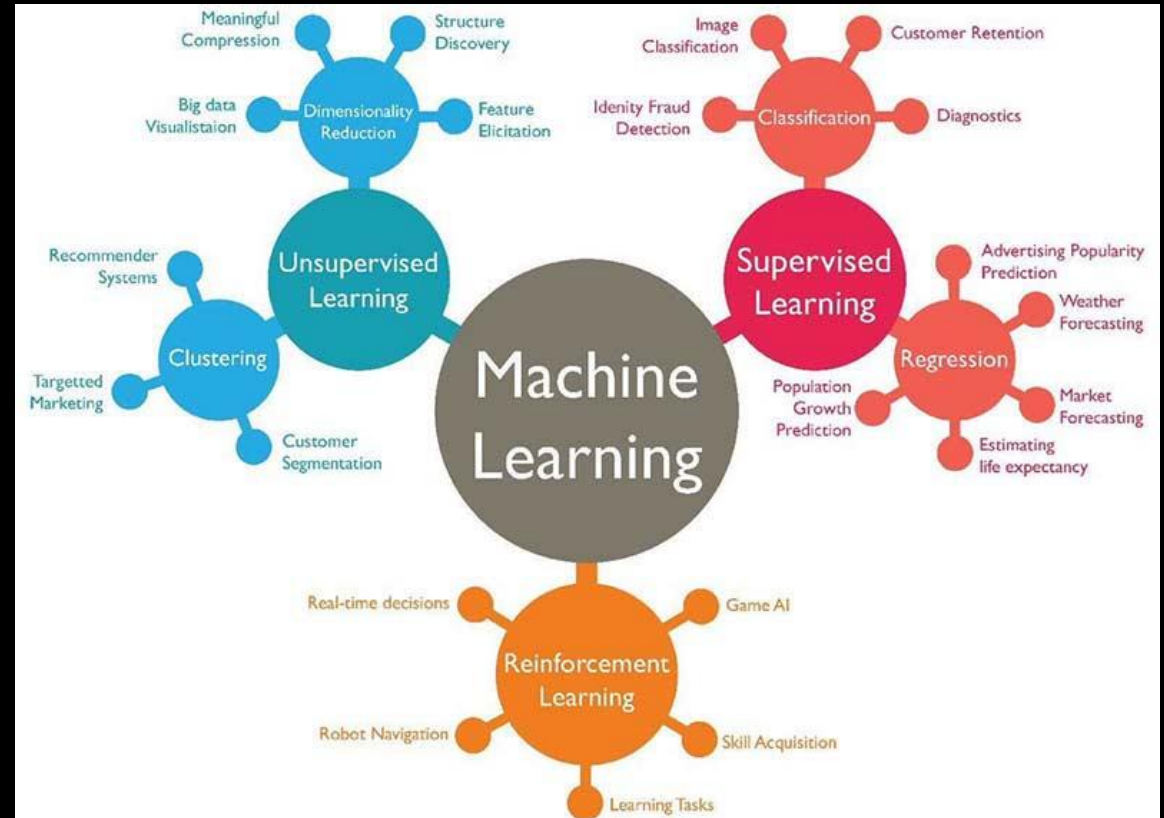 Meaningful
Compression
Structure
Discovery
Big data
Visualistaion
Dimensionality
Reduction
Feature
Elicitation
Unsupervised
Learning
Recommender
Systems
Clustering
Targetted
Marketing
Customer
Segmentation
Machine
Learning
Image
Classification
Customer Retention
Idenity Fraud
Detection
Classification
Diagnostics
Supervised
Learning
Advertising Popularity
Prediction
Weather
Forecasting
Regression
Population
Growth
Prediction
Market
Forecasting
Estimating
life expectancy
Real-time decisions
Game AI
Reinforcement
Learning
Robot Navigation
Skill Acquisition
Learning Tasks